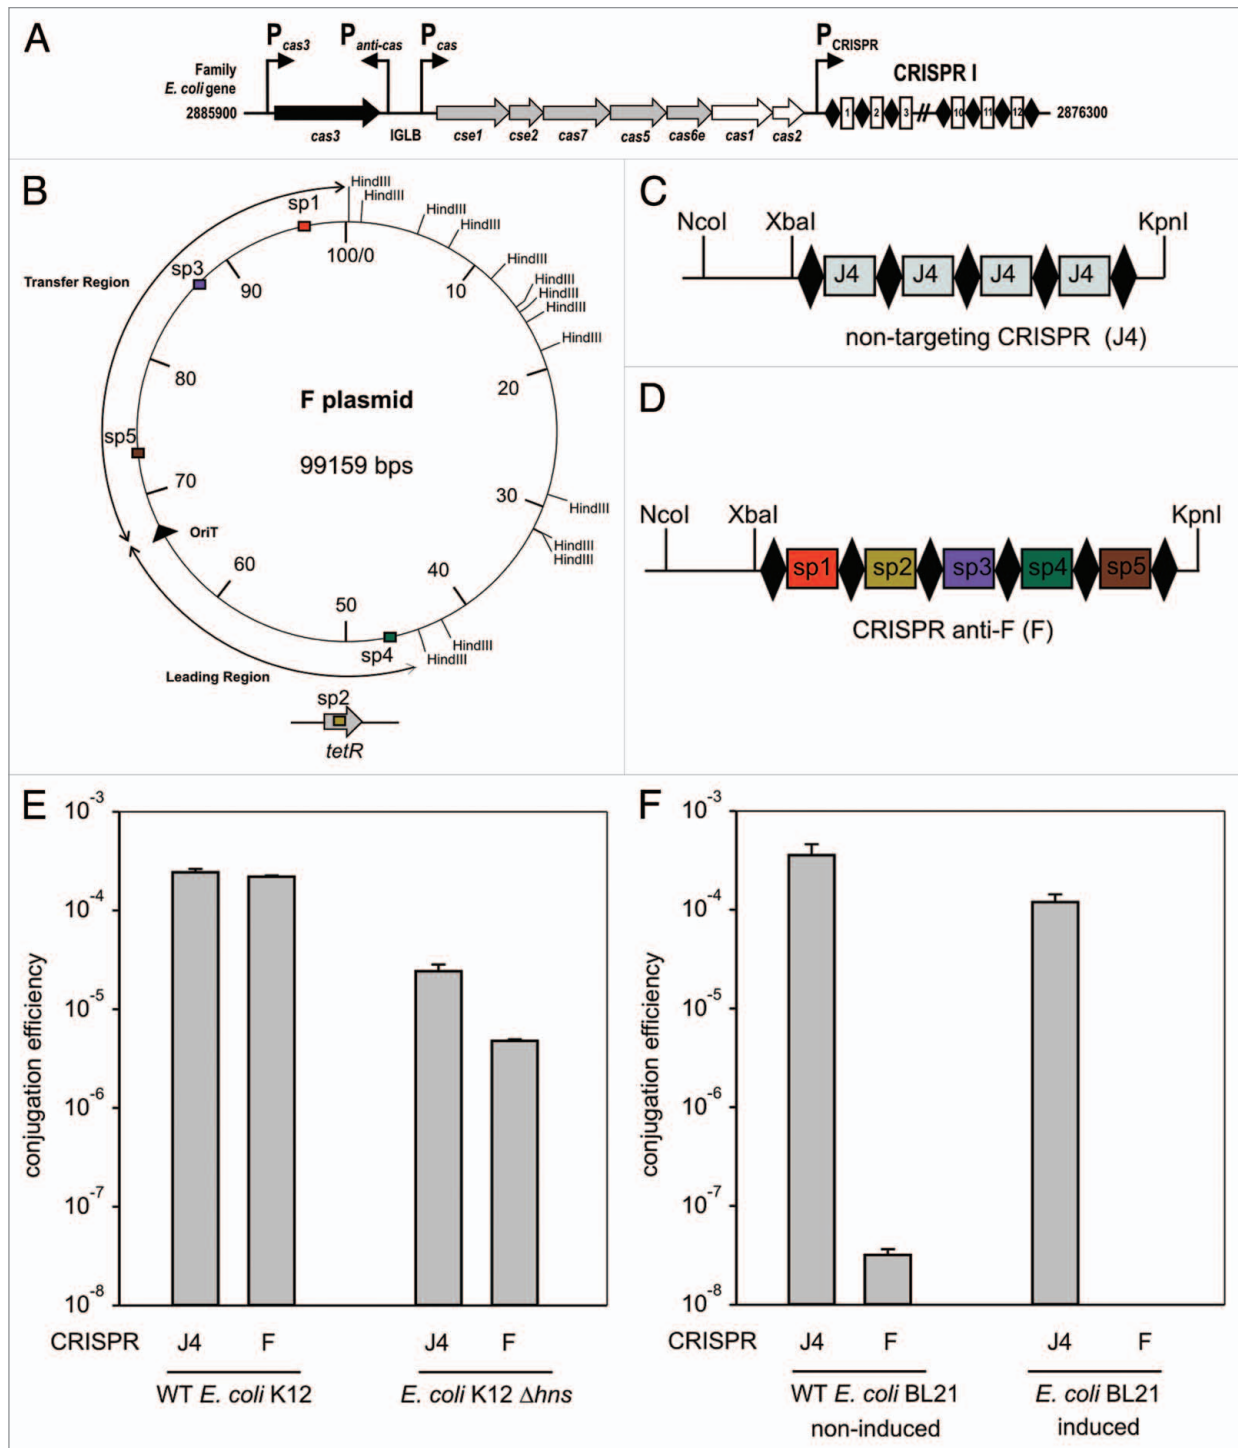 A
P cas3 P anti-cas P cas P CRISPR
Family
E. coli gene
CRISPR I
2885900 1 2 3 // 10 11 12 2876300
cas3 IGLB cse1 cse2 cas7 cas5 cas6e cas1 cas2
B
HindIII
HindIII
HindIII
HindIII
HindIII
HindIII
HindIII
HindIII
HindIII
HindIII
HindIII
HindIII
HindIII
HindIII
sp1
sp3
Transfer Region
100/0
90
10
80
20
F plasmid
99159 bps
sp5
70
30
OriT
60
40
50
sp4
Leading Region
sp2
tetR
C
NcoI XbaI KpnI
J4 J4 J4 J4
non-targeting CRISPR (J4)
D
NcoI XbaI KpnI
sp1 sp2 sp3 sp4 sp5
CRISPR anti-F (F)
E
conjugation efficiency
10-3
10-4
10-5
10-6
10-7
10-8
CRISPR J4 F J4 F
WT E. coli K12 E. coli K12 Δhns
F
conjugation efficiency
10-3
10-4
10-5
10-6
10-7
10-8
CRISPR J4 F J4 F
WT E. coli BL21 E. coli BL21
non-induced induced